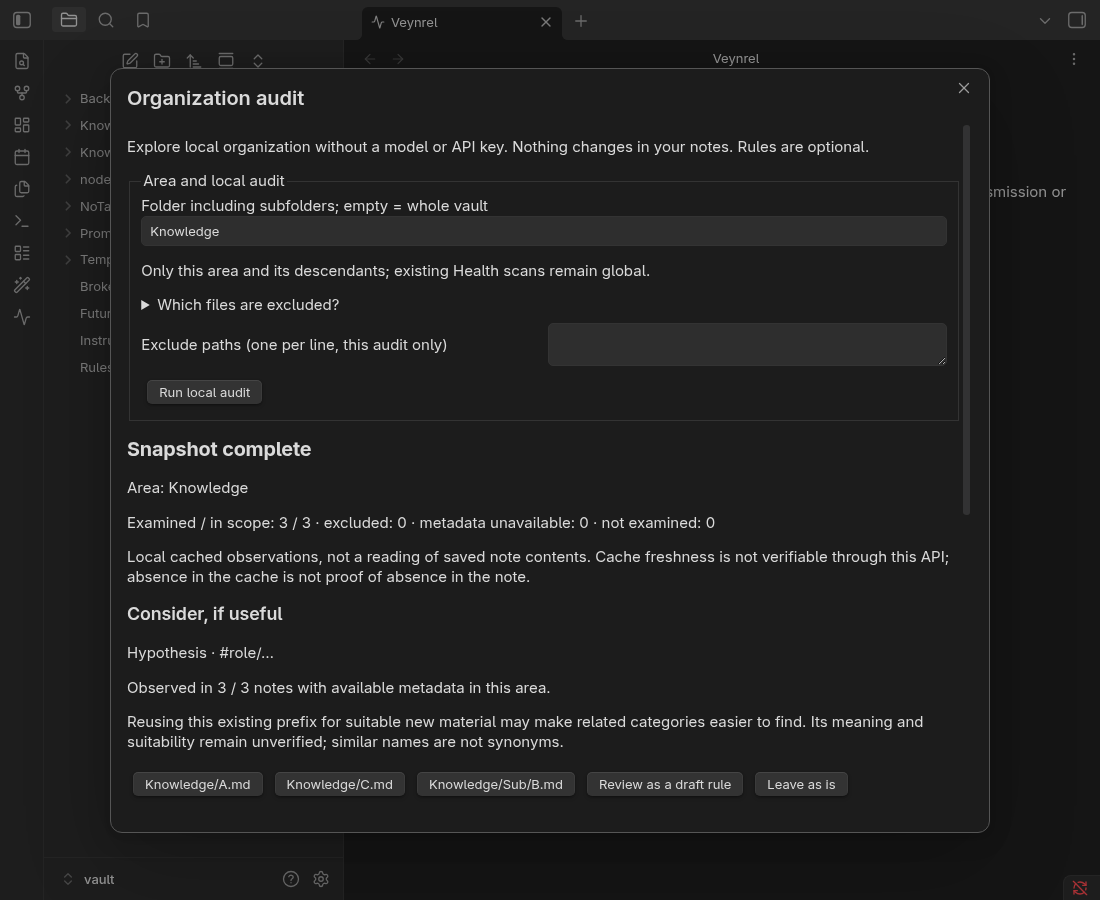 Veynrel
Veynrel
Organization audit
Explore local organization without a model or API key. Nothing changes in your notes. Rules are optional.
Area and local audit
Folder including subfolders; empty = whole vault
Knowledge
Only this area and its descendants; existing Health scans remain global.
Which files are excluded?
Exclude paths (one per line, this audit only)
Run local audit
Snapshot complete
Area: Knowledge
Examined / in scope: 3 / 3 · excluded: 0 · metadata unavailable: 0 · not examined: 0
Local cached observations, not a reading of saved note contents. Cache freshness is not verifiable through this API;
absence in the cache is not proof of absence in the note.
Consider, if useful
Hypothesis · #role/…
Observed in 3 / 3 notes with available metadata in this area.
Reusing this existing prefix for suitable new material may make related categories easier to find. Its meaning and
suitability remain unverified; similar names are not synonyms.
Knowledge/A.md
Knowledge/C.md
Knowledge/Sub/B.md
Review as a draft rule
Leave as is
Back
Know
Know
node
NoTa
Prom
Temp
Broke
Futur
Instru
Rules
smission or
vault